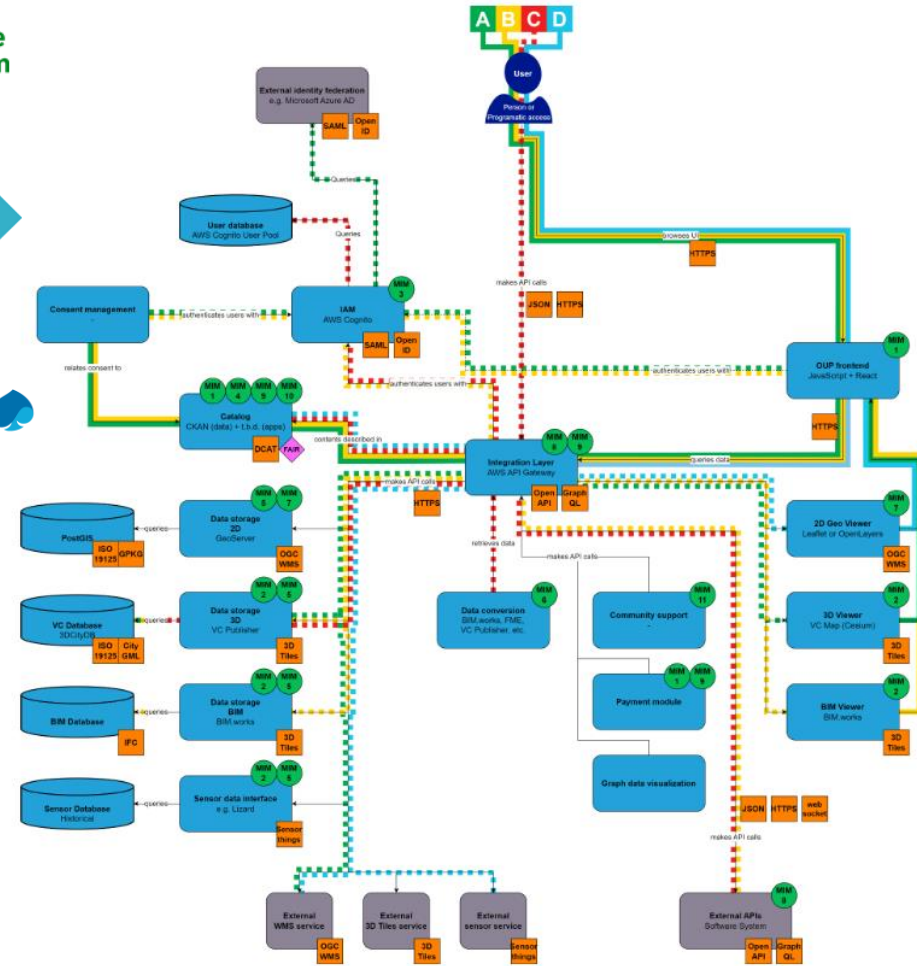 e
m
A B C D
User
Person or
Programatic access
External identity federation
e.g. Microsoft Azure AD
SAML
Open
ID
Queries
User database
AWS Cognito User Pool
Queries
browses UI
HTTPS
makes API calls
JSON
HTTPS
Consent management
-
authenticates users with
MIM
3
IAM
AWS Cognito
SAML
Open
ID
authenticates users with
authenticates users with
MIM
1
OUP frontend
JavaScript + React
HTTPS
relates consent to
MIM
1
MIM
4
MIM
9
MIM
10
Catalog
CKAN (data) + t.b.d. (apps)
DCAT
FAIR
contents described in
MIM
8
MIM
9
Integration Layer
AWS API Gateway
Open
API
Graph
QL
queries data
makes API calls
HTTPS
PostGIS
ISO
19125
GPKG
queries
MIM
5
MIM
7
Data storage
2D
GeoServer
OGC
WMS
retrieves data
makes API calls
MIM
7
2D Geo Viewer
Leaflet or OpenLayers
OGC
WMS
VC Database
3DCityDB
ISO
19125
City
GML
queries
MIM
2
MIM
5
Data storage
3D
VC Publisher
3D
Tiles
MIM
6
Data conversion
BIM.works, FME,
VC Publisher, etc.
MIM
11
Community support
-
MIM
2
3D Viewer
VC Map (Cesium)
3D
Tiles
BIM Database
IFC
queries
MIM
2
MIM
5
Data storage
BIM
BIM.works
3D
Tiles
MIM
1
MIM
9
Payment module
MIM
2
BIM Viewer
BIM.works
3D
Tiles
Sensor Database
Historical
queries
MIM
2
MIM
5
Sensor data interface
e.g. Lizard
Sensor
things
Graph data visualization
JSON
HTTPS
web
socket
makes API calls
External
WMS service
OGC
WMS
External
3D Tiles service
3D
Tiles
External
sensor service
Sensor
things
External APIs
Software System
Open
API
Graph
QL